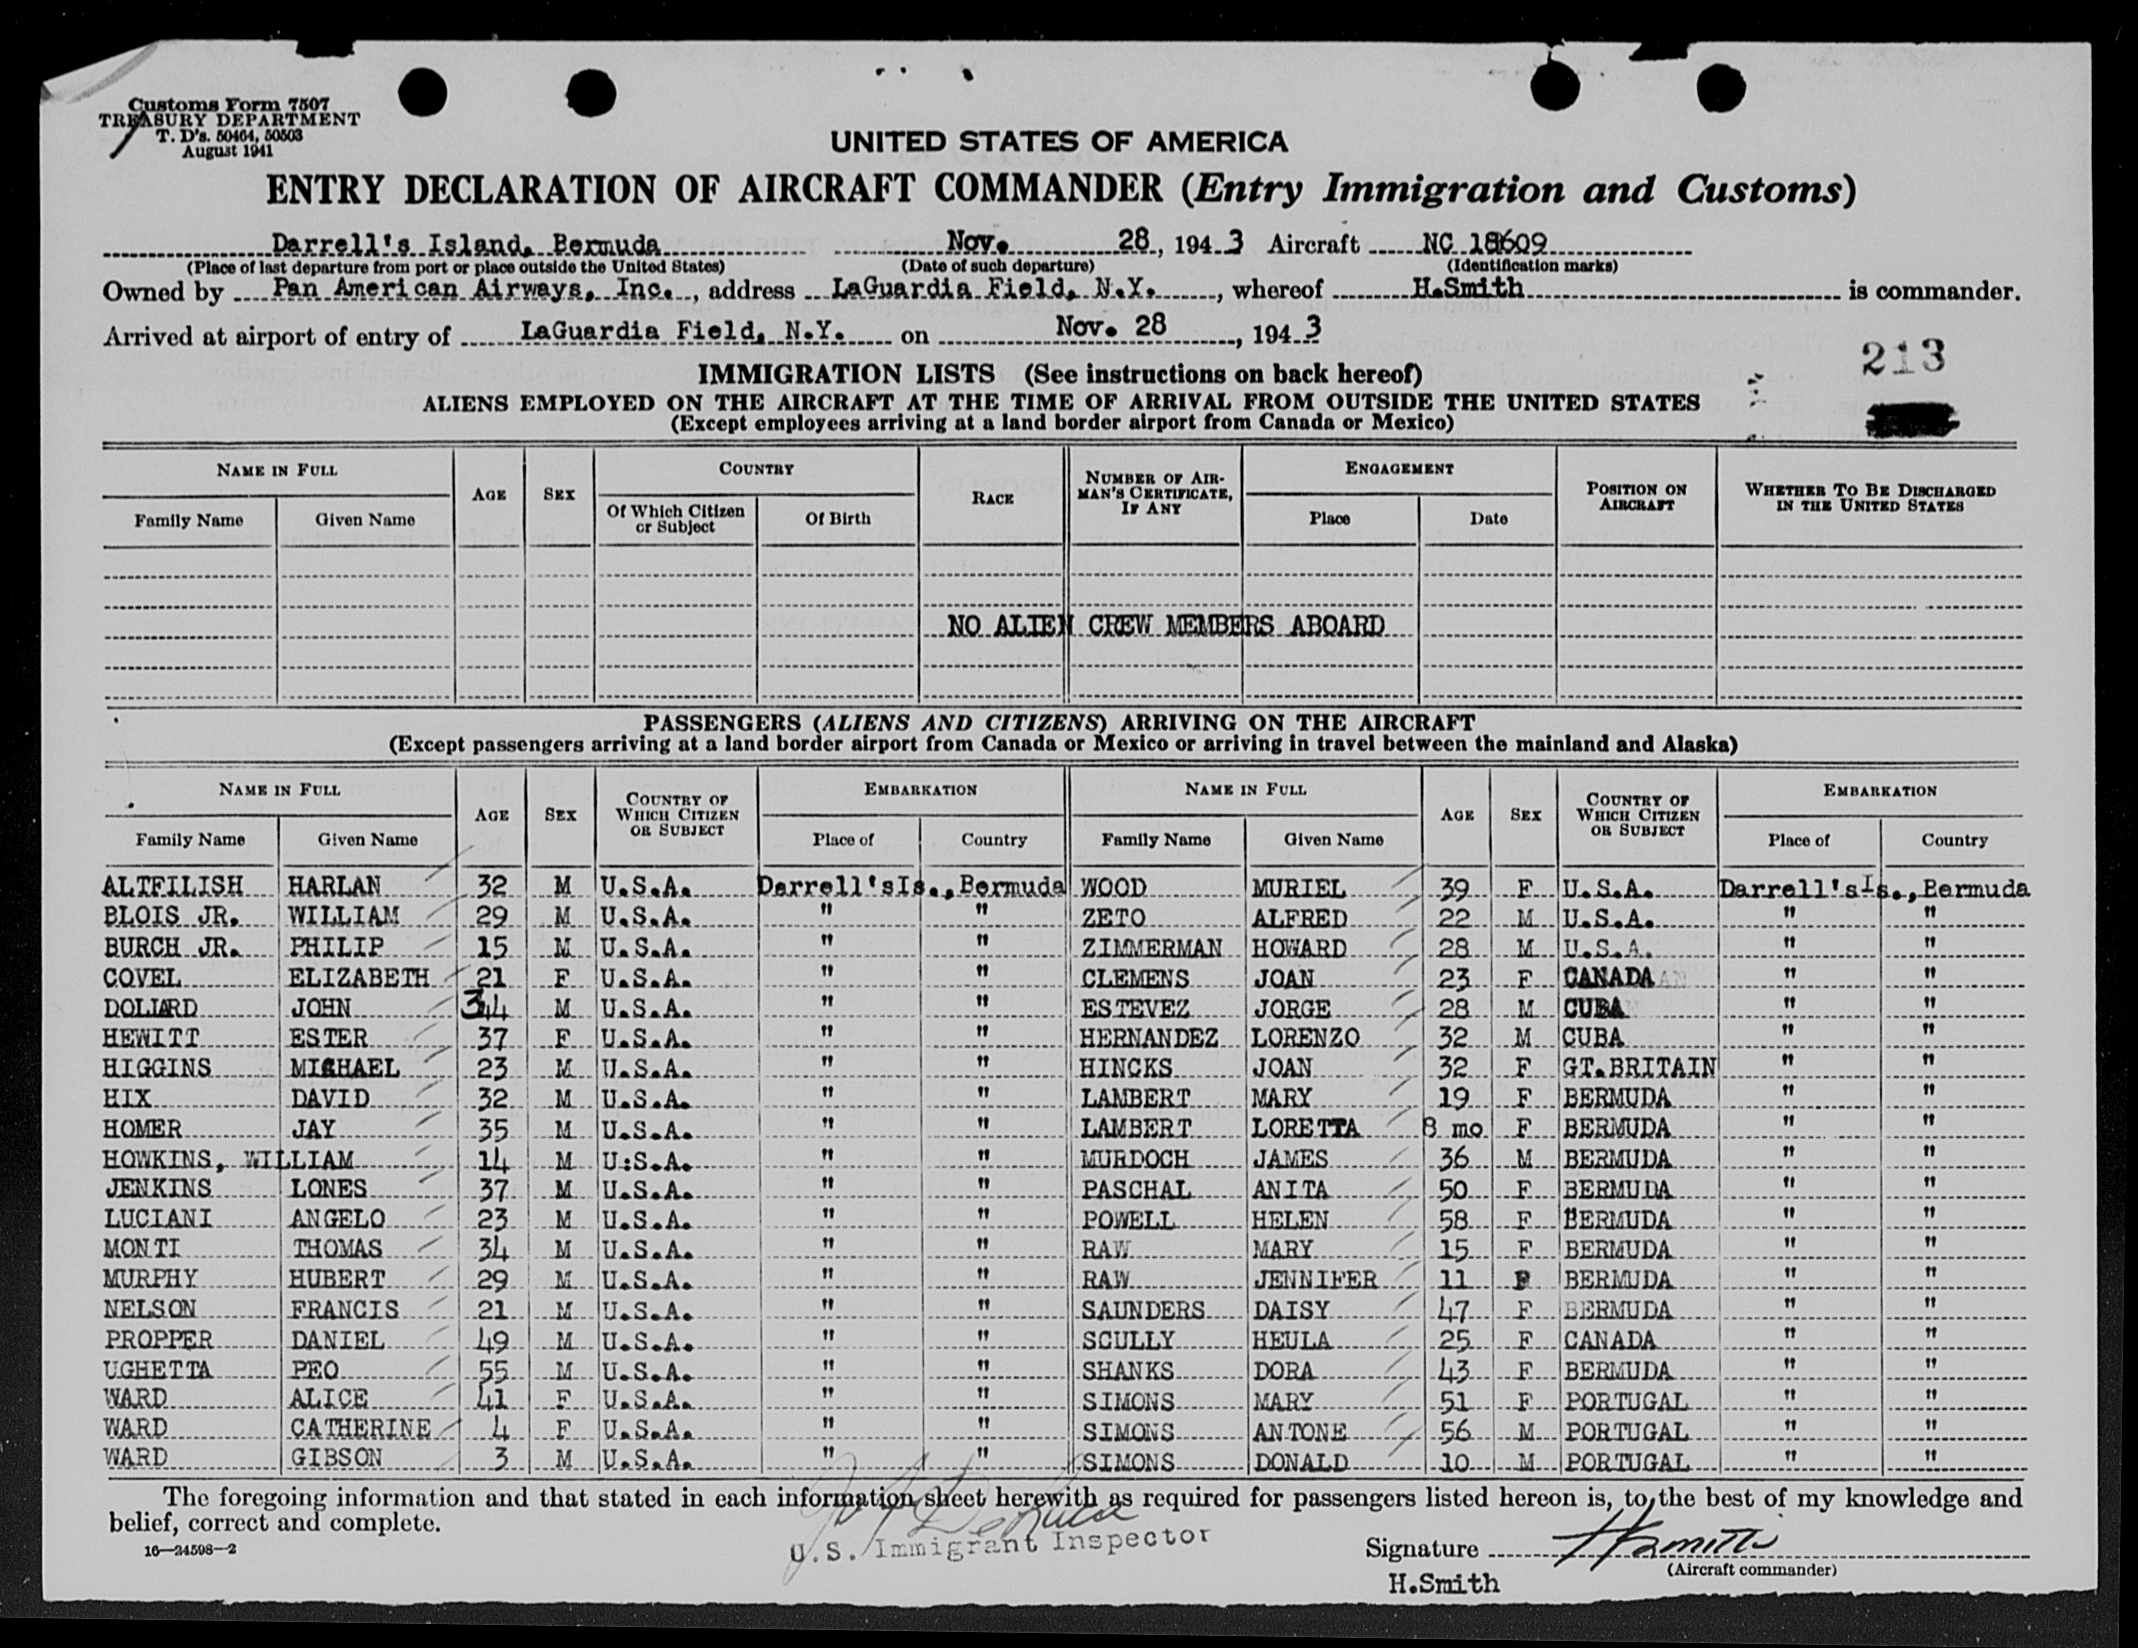 Customs Form 7507
TREASURY DEPARTMENT
T. D's. 50464, 50503
August 1941
UNITED STATES OF AMERICA
ENTRY DECLARATION OF AIRCRAFT COMMANDER (Entry Immigration and Customs)
Darrell's Island, Bermuda Nov. 28, 1943 Aircraft NC 18609
(Place of last departure from port or place outside the United States) (Date of such departure) (Identification marks)
Owned by Pan American Airways, Inc., address LaGuardia Field, N.Y., whereof H.Smith is commander.
Arrived at airport of entry of LaGuardia Field, N.Y. on Nov. 28, 1943
213
IMMIGRATION LISTS (See instructions on back hereof)
ALIENS EMPLOYED ON THE AIRCRAFT AT THE TIME OF ARRIVAL FROM OUTSIDE THE UNITED STATES
(Except employees arriving at a land border airport from Canada or Mexico)
NAME IN FULL AGE SEX COUNTRY RACE NUMBER OF AIRMAN'S CERTIFICATE, IF ANY ENGAGEMENT POSITION ON AIRCRAFT WHETHER TO BE DISCHARGED IN THE UNITED STATES
Family Name Given Name Of Which Citizen or Subject Of Birth Place Date
NO ALIEN CREW MEMBERS ABOARD
PASSENGERS (ALIENS AND CITIZENS) ARRIVING ON THE AIRCRAFT
(Except passengers arriving at a land border airport from Canada or Mexico or arriving in travel between the mainland and Alaska)
NAME IN FULL AGE SEX COUNTRY OF WHICH CITIZEN OR SUBJECT EMBARKATION NAME IN FULL AGE SEX COUNTRY OF WHICH CITIZEN OR SUBJECT EMBARKATION
Family Name Given Name Place of Country Family Name Given Name Place of Country
ALTFILISH HARLAN 32 M U.S.A. Darrell'sIs., Bermuda WOOD MURIEL 39 F U.S.A. Darrell'sIs., Bermuda
BLOIS JR. WILLIAM 29 M U.S.A. " " ZETO ALFRED 22 M U.S.A. " "
BURCH JR. PHILIP 15 M U.S.A. " " ZIMMERMAN HOWARD 28 M U.S.A. " "
COVEL ELIZABETH 21 F U.S.A. " " CLEMENS JOAN 23 F CANADA " "
DOLIARD JOHN 34 M U.S.A. " " ESTEVEZ JORGE 28 M CUBA " "
HEWITT ESTER 37 F U.S.A. " " HERNANDEZ LORENZO 32 M CUBA " "
HIGGINS MICHAEL 23 M U.S.A. " " HINCKS JOAN 32 F GT.BRITAIN " "
HIX DAVID 32 M U.S.A. " " LAMBERT MARY 19 F BERMUDA " "
HOMER JAY 35 M U.S.A. " " LAMBERT LORETTA 8 mo F BERMUDA " "
HOWKINS, WILLIAM 14 M U:S.A. " " MURDOCH JAMES 36 M BERMUDA " "
JENKINS LONES 37 M U.S.A. " " PASCHAL ANITA 50 F BERMUDA " "
LUCIANI ANGELO 23 M U.S.A. " " POWELL HELEN 58 F BERMUDA " "
MONTI THOMAS 34 M U.S.A. " " RAW MARY 15 F BERMUDA " "
MURPHY HUBERT 29 M U.S.A. " " RAW JENNIFER 11 F BERMUDA " "
NELSON FRANCIS 21 M U.S.A. " " SAUNDERS DAISY 47 F BERMUDA " "
PROPPER DANIEL 49 M U.S.A. " " SCULLY HEULA 25 F CANADA " "
UGHETTA PEO 55 M U.S.A. " " SHANKS DORA 43 F BERMUDA " "
WARD ALICE 41 F U.S.A. " " SIMONS MARY 51 F PORTUGAL " "
WARD CATHERINE 4 F U.S.A. " " SIMONS ANTONE 56 M PORTUGAL " "
WARD GIBSON 3 M U.S.A. " " SIMONS DONALD 10 M PORTUGAL " "
The foregoing information and that stated in each information sheet herewith as required for passengers listed hereon is, to the best of my knowledge and
belief, correct and complete.
16—24598—2
U.S. Immigrant Inspector
Signature HSmith
(Aircraft commander)
H.Smith